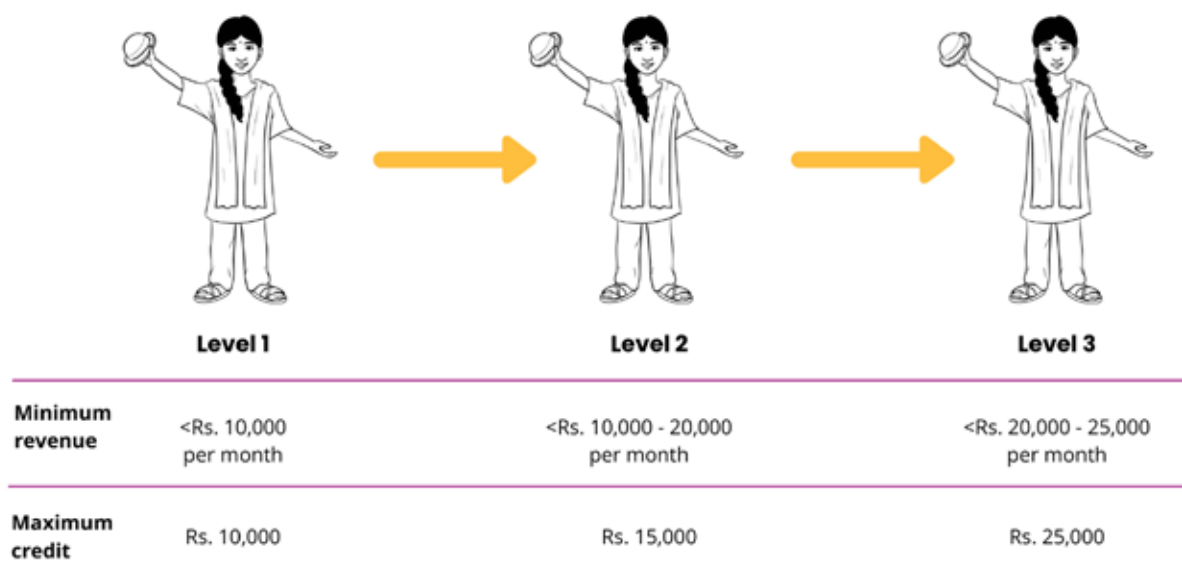 Level 1
Level 2
Level 3
Minimum
revenue
<Rs. 10,000
per month
<Rs. 10,000 - 20,000
per month
<Rs. 20,000 - 25,000
per month
Maximum
credit
Rs. 10,000
Rs. 15,000
Rs. 25,000